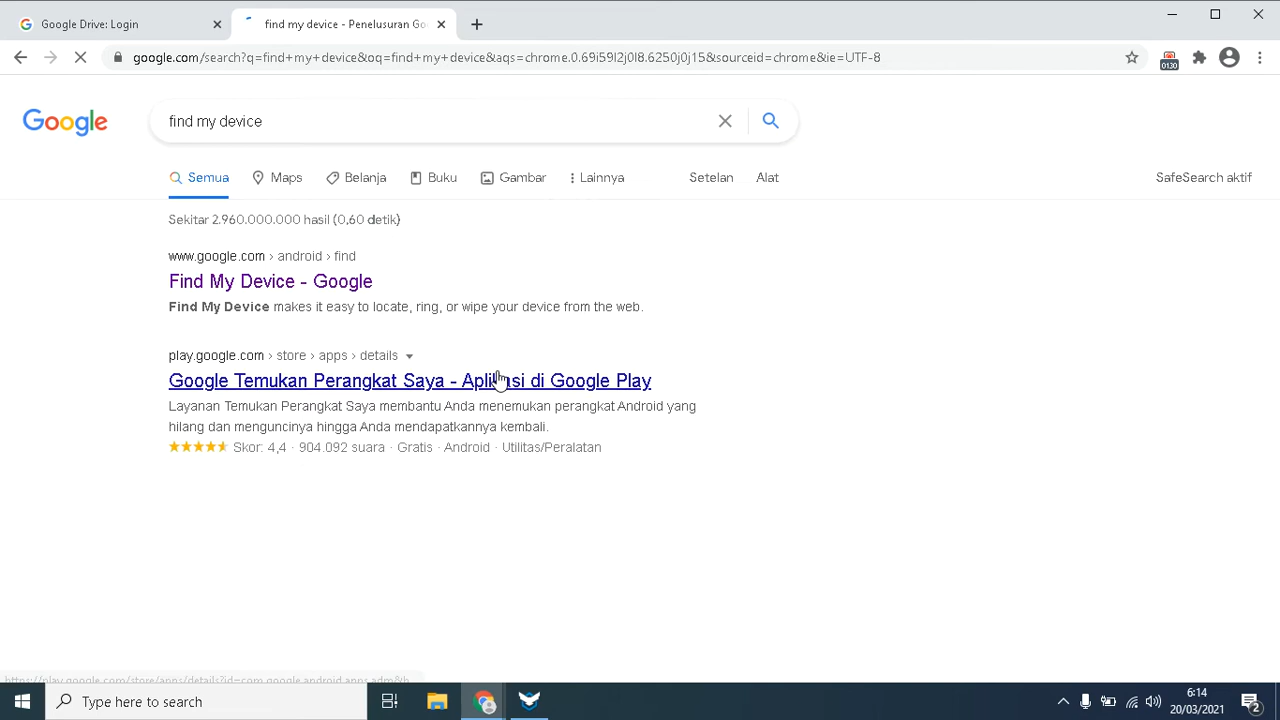 Google Drive: Login
find my device - Penelusuran Go
google.com/search?q=find+my+device&oq=find+my+device&aqs=chrome.0.69i59l2j0l8.6250j0j15&sourceid=chrome&ie=UTF-8
0130
Google
find my device
Semua
Maps
Belanja
Buku
Gambar
Lainnya
Setelan
Alat
SafeSearch aktif
Sekitar 2.960.000.000 hasil (0,60 detik)
www.google.com › android › find
Find My Device - Google
Find My Device makes it easy to locate, ring, or wipe your device from the web.
play.google.com › store › apps › details
Google Temukan Perangkat Saya - Aplikasi di Google Play
Layanan Temukan Perangkat Saya membantu Anda menemukan perangkat Android yang
hilang dan menguncinya hingga Anda mendapatkannya kembali.
Skor: 4,4 · 904.092 suara · Gratis · Android · Utilitas/Peralatan
https://play.google.com/store/apps/details?id=com.google.android.apps.adm&h
Type here to search
6:14
20/03/2021
2